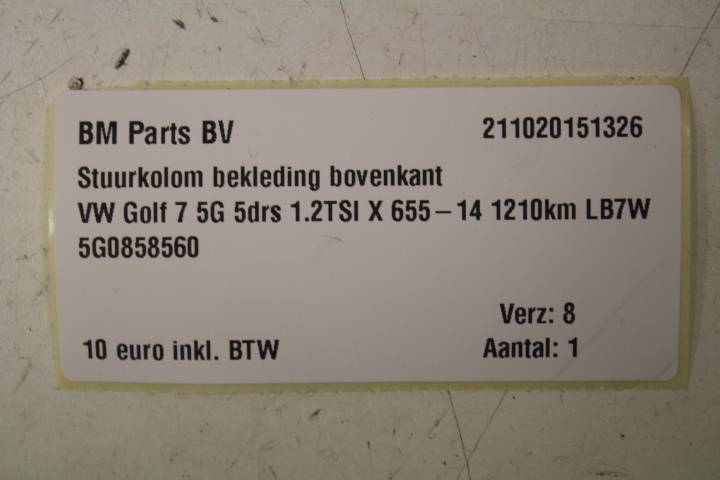 BM Parts BV 211020151326
Stuurkolom bekleding bovenkant
VW Golf 7 5G 5drs 1.2TSI X 655-14 1210km LB7W
5G0858560
Verz: 8
10 euro inkl. BTW Aantal: 1